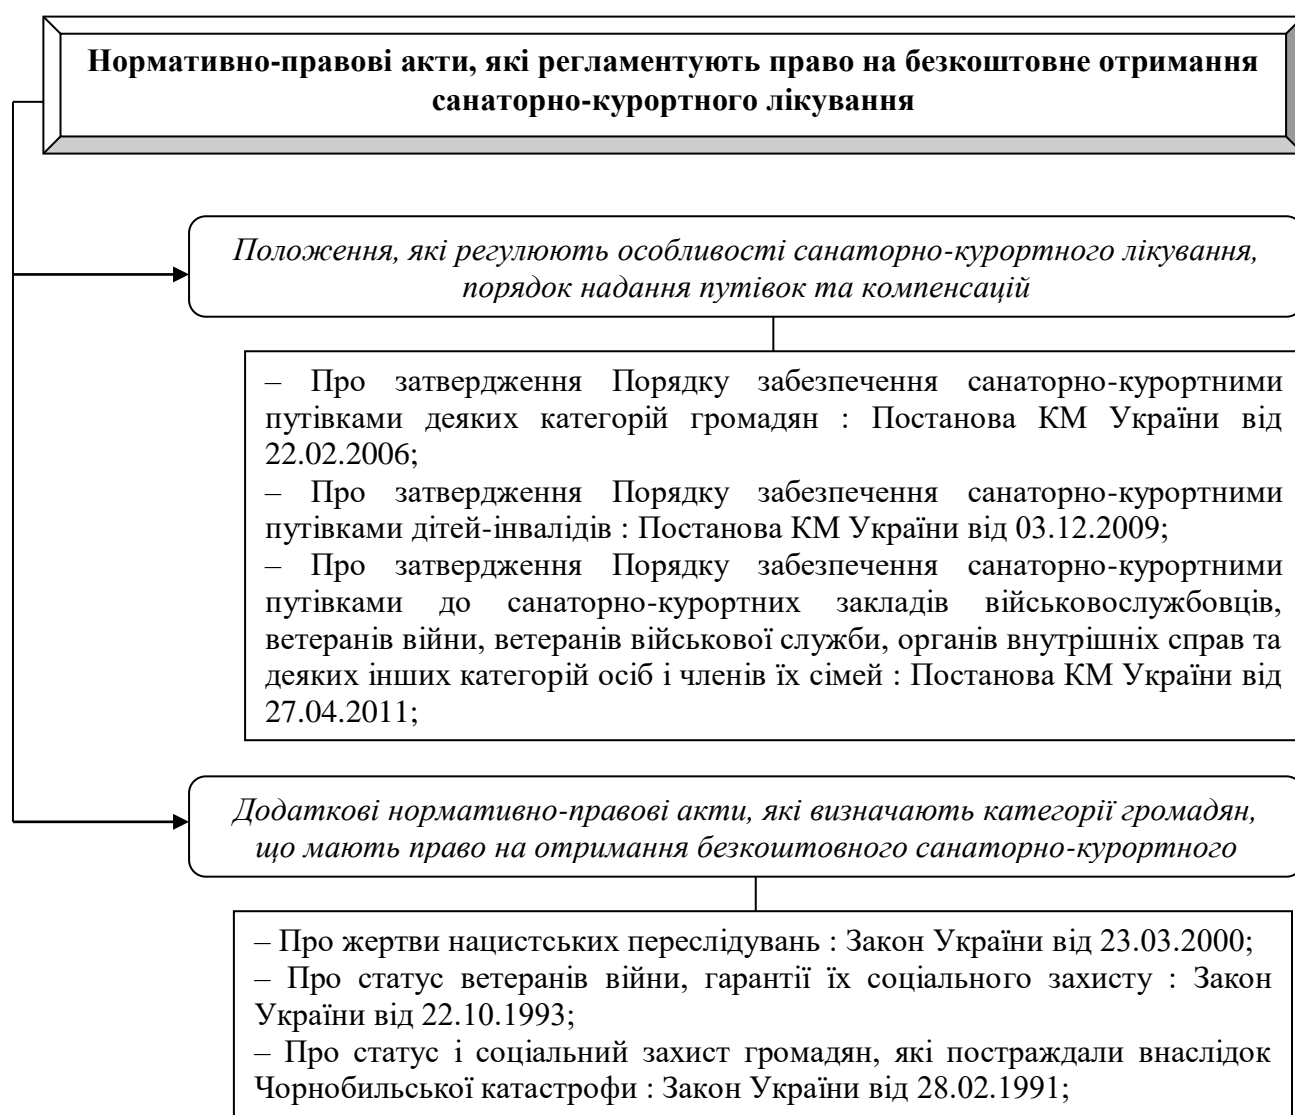 Нормативно-правові акти, які регламентують право на безкоштовне отримання
санаторно-курортного лікування
Положення, які регулюють особливості санаторно-курортного лікування,
порядок надання путівок та компенсацій
– Про затвердження Порядку забезпечення санаторно-курортними
путівками деяких категорій громадян : Постанова КМ України від
22.02.2006;
– Про затвердження Порядку забезпечення санаторно-курортними
путівками дітей-інвалідів : Постанова КМ України від 03.12.2009;
– Про затвердження Порядку забезпечення санаторно-курортними
путівками до санаторно-курортних закладів військовослужбовців,
ветеранів війни, ветеранів військової служби, органів внутрішніх справ та
деяких інших категорій осіб і членів їх сімей : Постанова КМ України від
27.04.2011;
Додаткові нормативно-правові акти, які визначають категорії громадян,
що мають право на отримання безкоштовного санаторно-курортного
– Про жертви нацистських переслідувань : Закон України від 23.03.2000;
– Про статус ветеранів війни, гарантії їх соціального захисту : Закон
України від 22.10.1993;
– Про статус і соціальний захист громадян, які постраждали внаслідок
Чорнобильської катастрофи : Закон України від 28.02.1991;